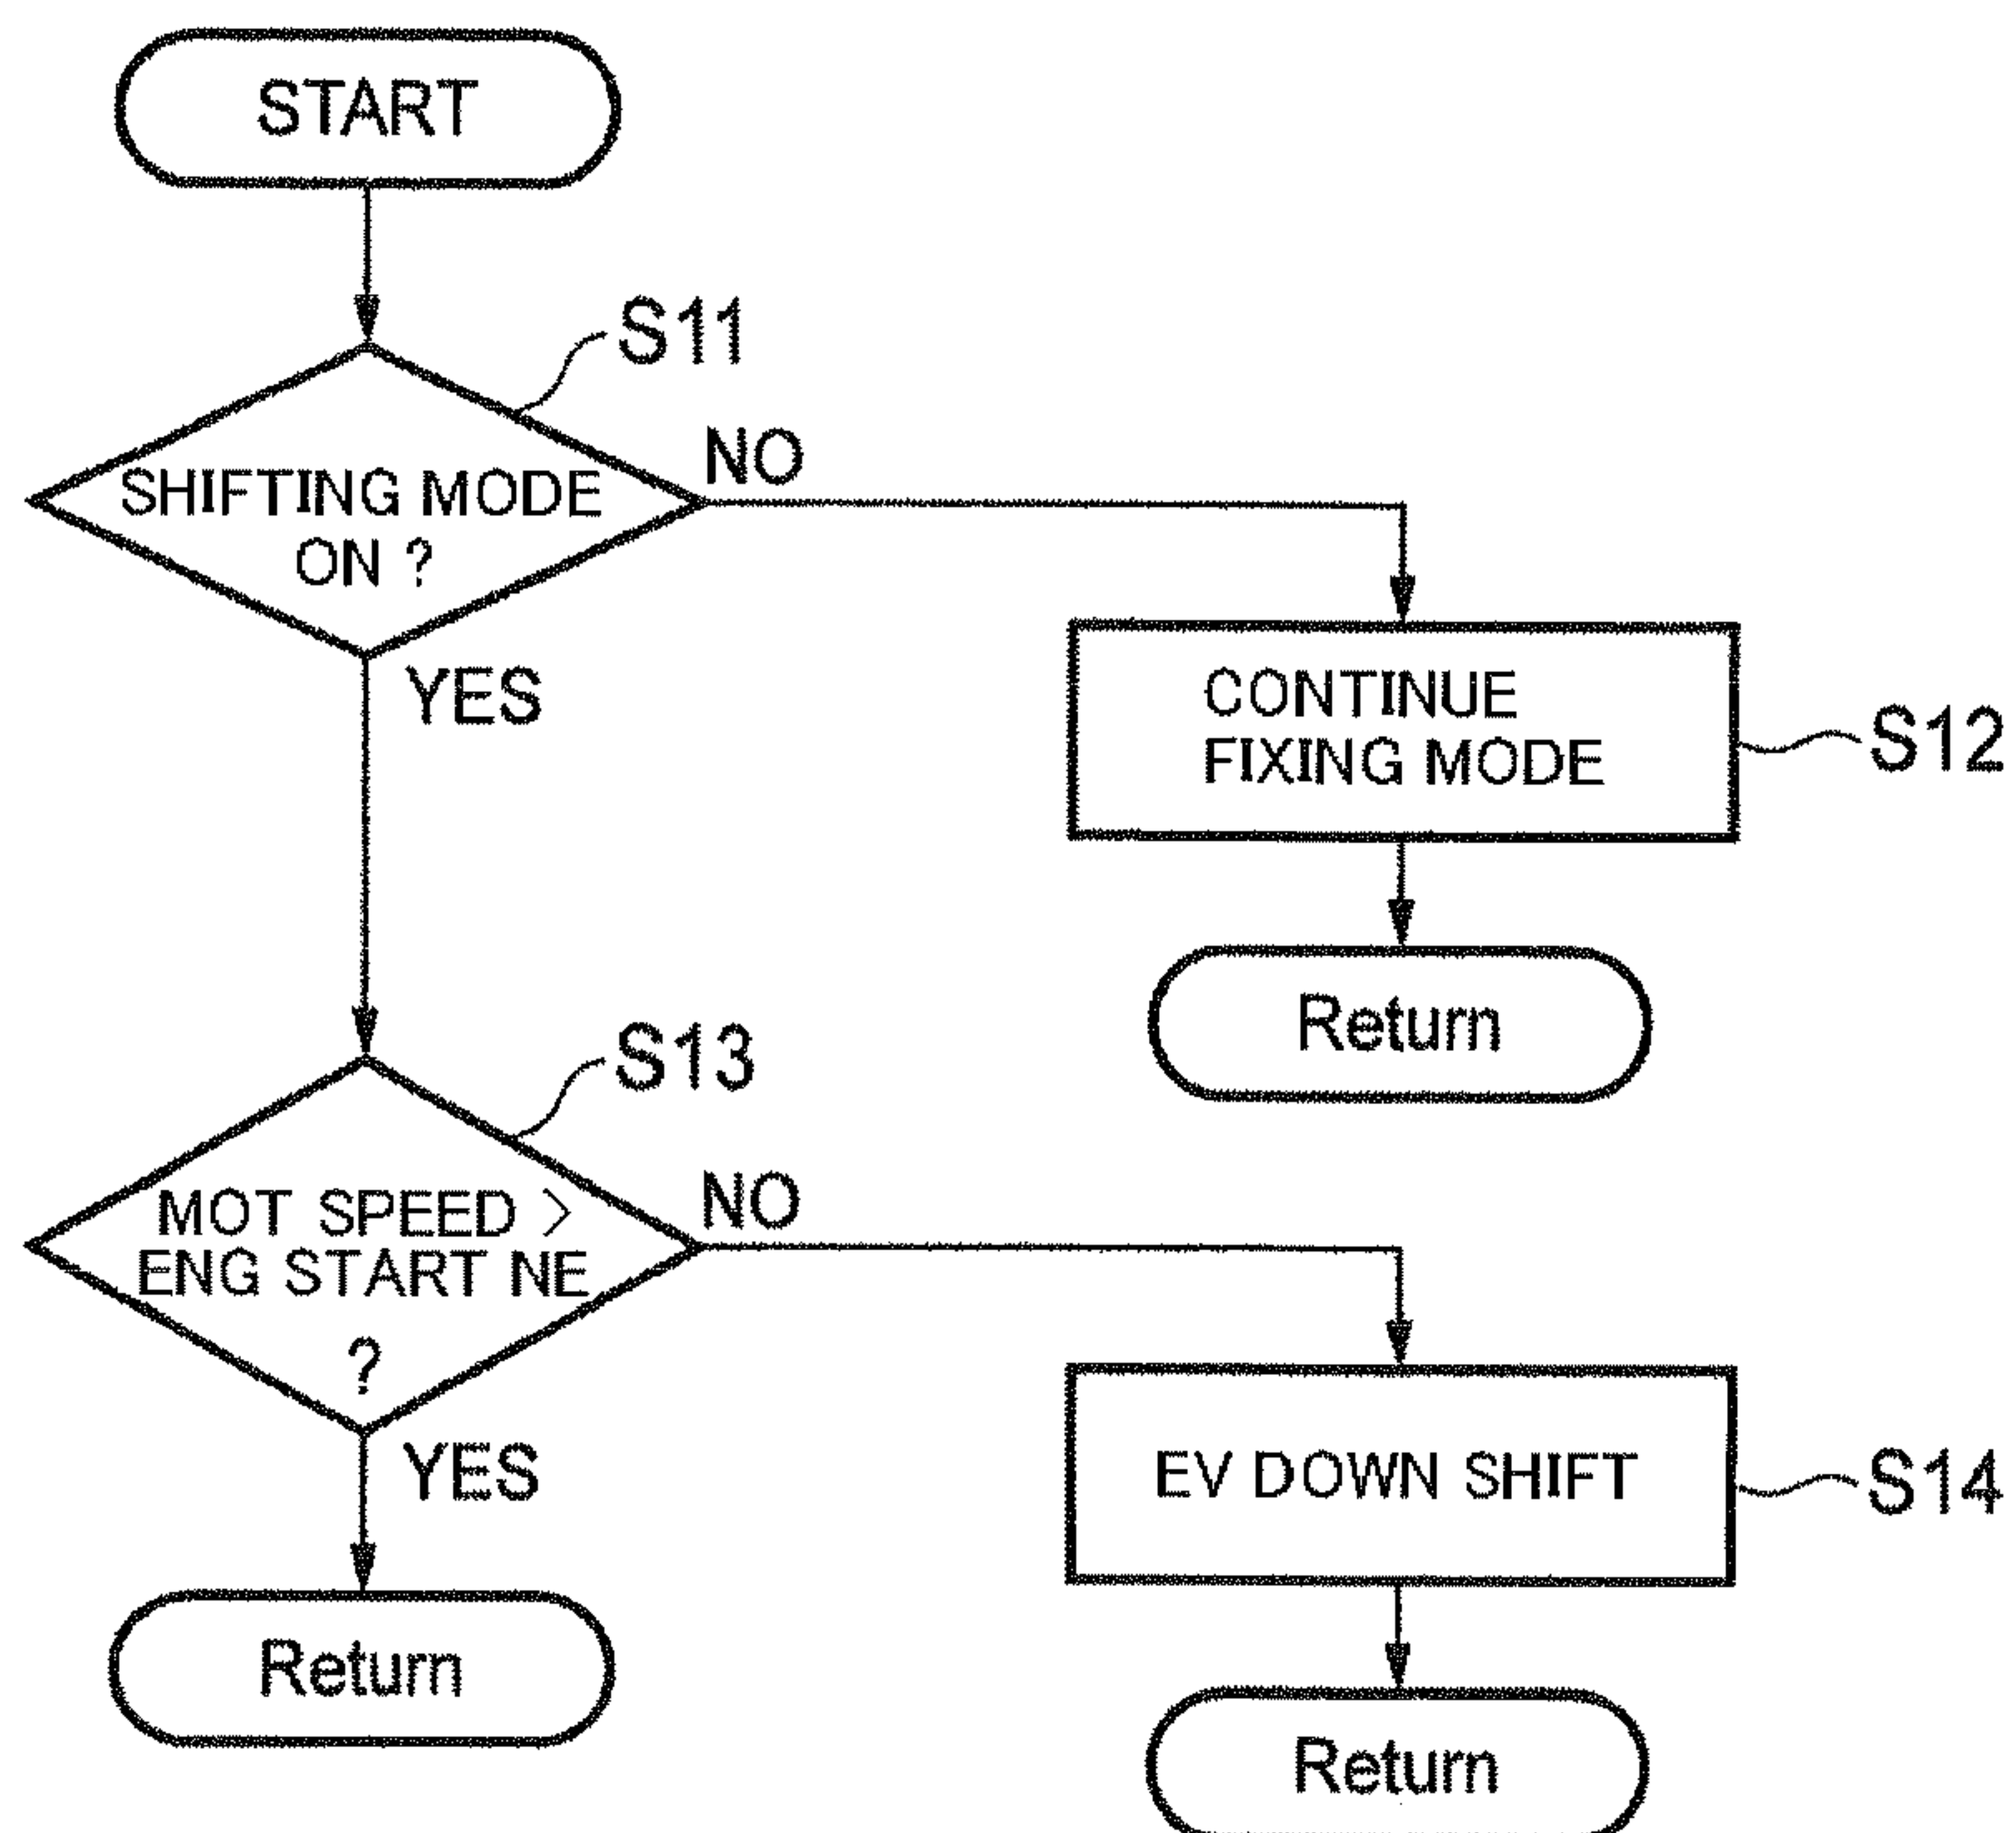 START
S11
NO
SHIFTING MODE
ON ?
YES
CONTINUE
FIXING MODE
S12
Return
S13
NO
MOT SPEED >
ENG START NE
?
YES
EV DOWN SHIFT
S14
Return
Return